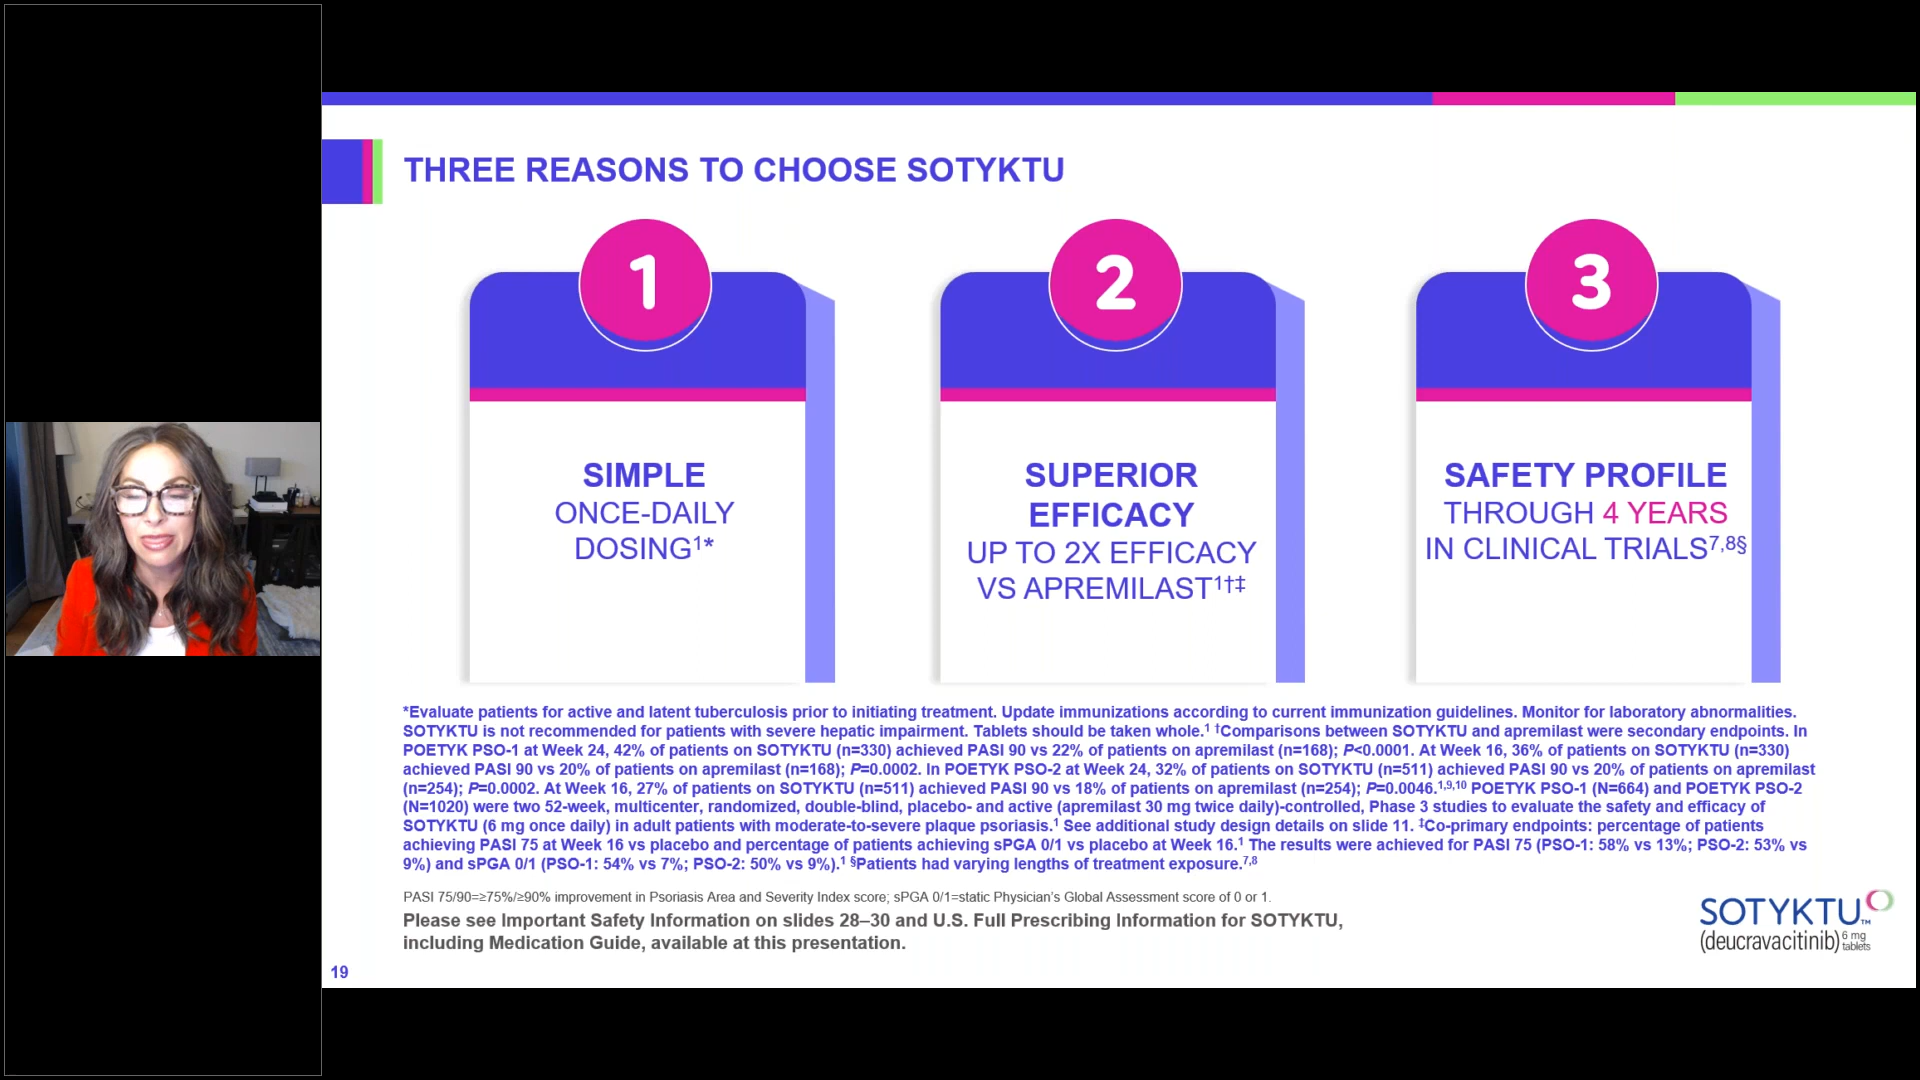 THREE REASONS TO CHOOSE SOTYKTU
1
SIMPLE
ONCE-DAILY
DOSING¹*
2
SUPERIOR
EFFICACY
UP TO 2X EFFICACY
VS APREMILAST¹†‡
3
SAFETY PROFILE
THROUGH 4 YEARS
IN CLINICAL TRIALS⁷,⁸§
*Evaluate patients for active and latent tuberculosis prior to initiating treatment. Update immunizations according to current immunization guidelines. Monitor for laboratory abnormalities.
SOTYKTU is not recommended for patients with severe hepatic impairment. Tablets should be taken whole.¹ †Comparisons between SOTYKTU and apremilast were secondary endpoints. In
POETYK PSO-1 at Week 24, 42% of patients on SOTYKTU (n=330) achieved PASI 90 vs 22% of patients on apremilast (n=168); P<0.0001. At Week 16, 36% of patients on SOTYKTU (n=330)
achieved PASI 90 vs 20% of patients on apremilast (n=168); P=0.0002. In POETYK PSO-2 at Week 24, 32% of patients on SOTYKTU (n=511) achieved PASI 90 vs 20% of patients on apremilast
(n=254); P=0.0002. At Week 16, 27% of patients on SOTYKTU (n=511) achieved PASI 90 vs 18% of patients on apremilast (n=254); P=0.0046.¹,⁹,¹⁰ POETYK PSO-1 (N=664) and POETYK PSO-2
(N=1020) were two 52-week, multicenter, randomized, double-blind, placebo- and active (apremilast 30 mg twice daily)-controlled, Phase 3 studies to evaluate the safety and efficacy of
SOTYKTU (6 mg once daily) in adult patients with moderate-to-severe plaque psoriasis.¹ See additional study design details on slide 11. ‡Co-primary endpoints: percentage of patients
achieving PASI 75 at Week 16 vs placebo and percentage of patients achieving sPGA 0/1 vs placebo at Week 16.¹ The results were achieved for PASI 75 (PSO-1: 58% vs 13%; PSO-2: 53% vs
9%) and sPGA 0/1 (PSO-1: 54% vs 7%; PSO-2: 50% vs 9%).¹ §Patients had varying lengths of treatment exposure.⁷,⁸
PASI 75/90=≥75%/≥90% improvement in Psoriasis Area and Severity Index score; sPGA 0/1=static Physician's Global Assessment score of 0 or 1.
Please see Important Safety Information on slides 28–30 and U.S. Full Prescribing Information for SOTYKTU,
including Medication Guide, available at this presentation.
SOTYKTU™
(deucravacitinib) 6 mg tablets
19